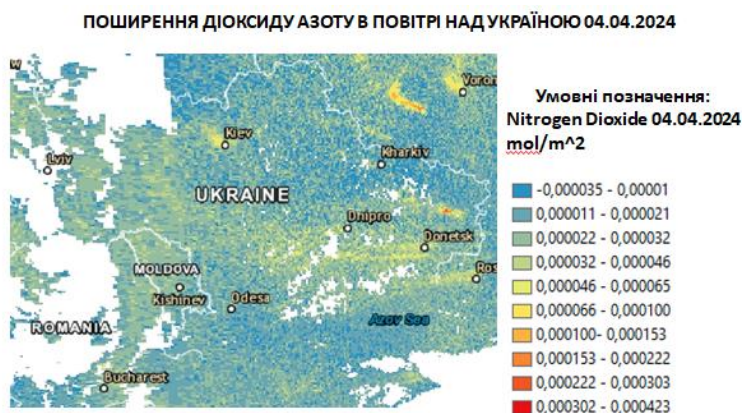 ПОШИРЕННЯ ДІОКСИДУ АЗОТУ В ПОВІТРІ НАД УКРАЇНОЮ 04.04.2024
Voron
Kiev
Kharkiv
Lviv
UKRAINE
Dnipro
Donetsk
MOLDOVA
Kishinev
Odesa
Ros
Azov Sea
ROMANIA
Bucharest
Умовні позначення:
Nitrogen Dioxide 04.04.2024
mol/m^2
-0,000035 - 0,00001
0,000011 - 0,000021
0,000022 - 0,000032
0,000032 - 0,000046
0,000046 - 0,000065
0,000066 - 0,000100
0,000100- 0,000153
0,000153 - 0,000222
0,000222 - 0,000303
0,000302 - 0,000423